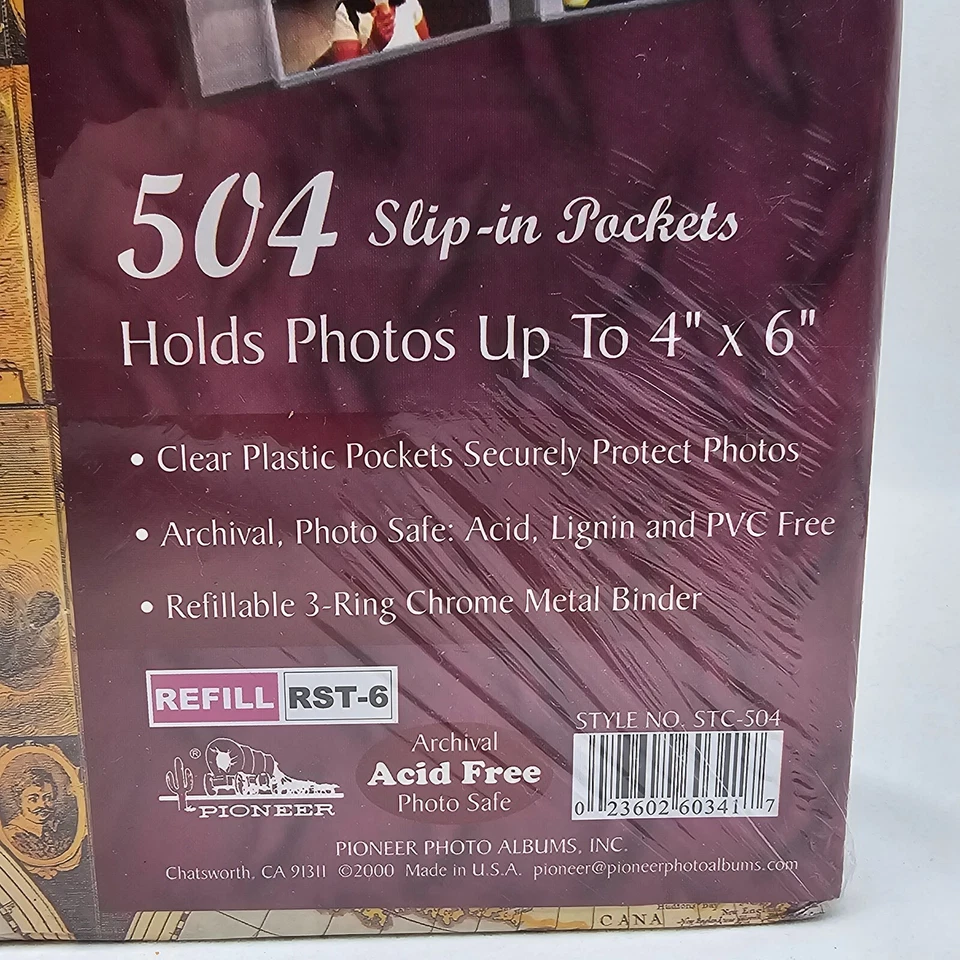 504 Slip-in Pockets
Holds Photos Up To 4" x 6"
• Clear Plastic Pockets Securely Protect Photos
• Archival, Photo Safe: Acid, Lignin and PVC Free
• Refillable 3-Ring Chrome Metal Binder
REFILL RST-6
®
PIONEER
Archival
Acid Free
Photo Safe
STYLE NO. STC-504
0 23602 60341 7
PIONEER PHOTO ALBUMS, INC.
Chatsworth, CA 91311 ©2000 Made in U.S.A. pioneer@pioneerphotoalbums.com
CANA